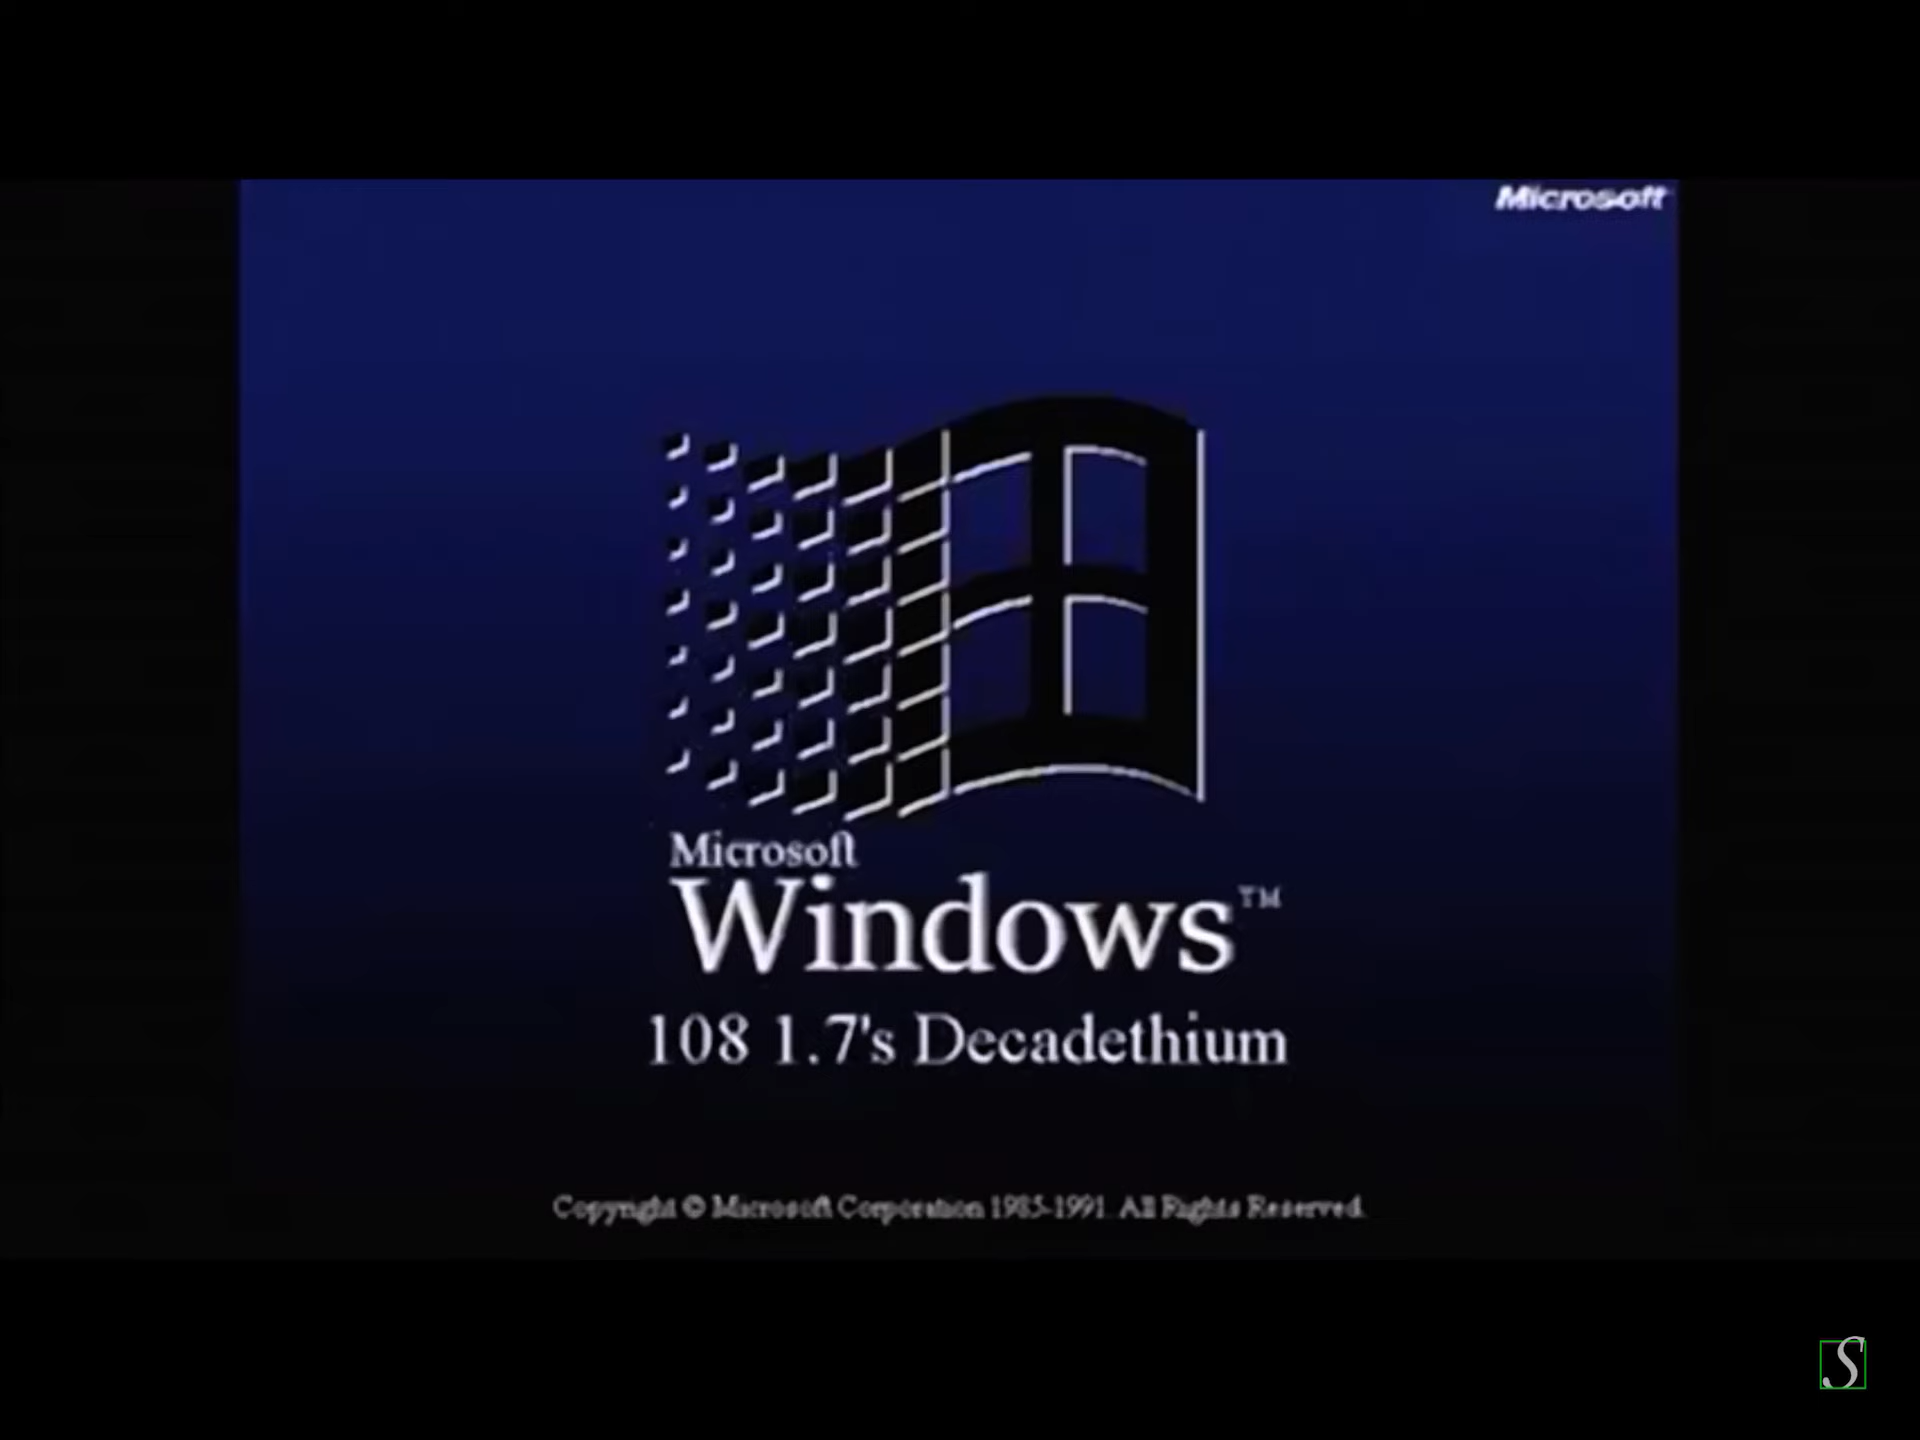 Microsoft
Microsoft
Windows™
108 1.7's Decadethium
Copyright © Microsoft Corporation 1985-1991. All Rights Reserved.
S